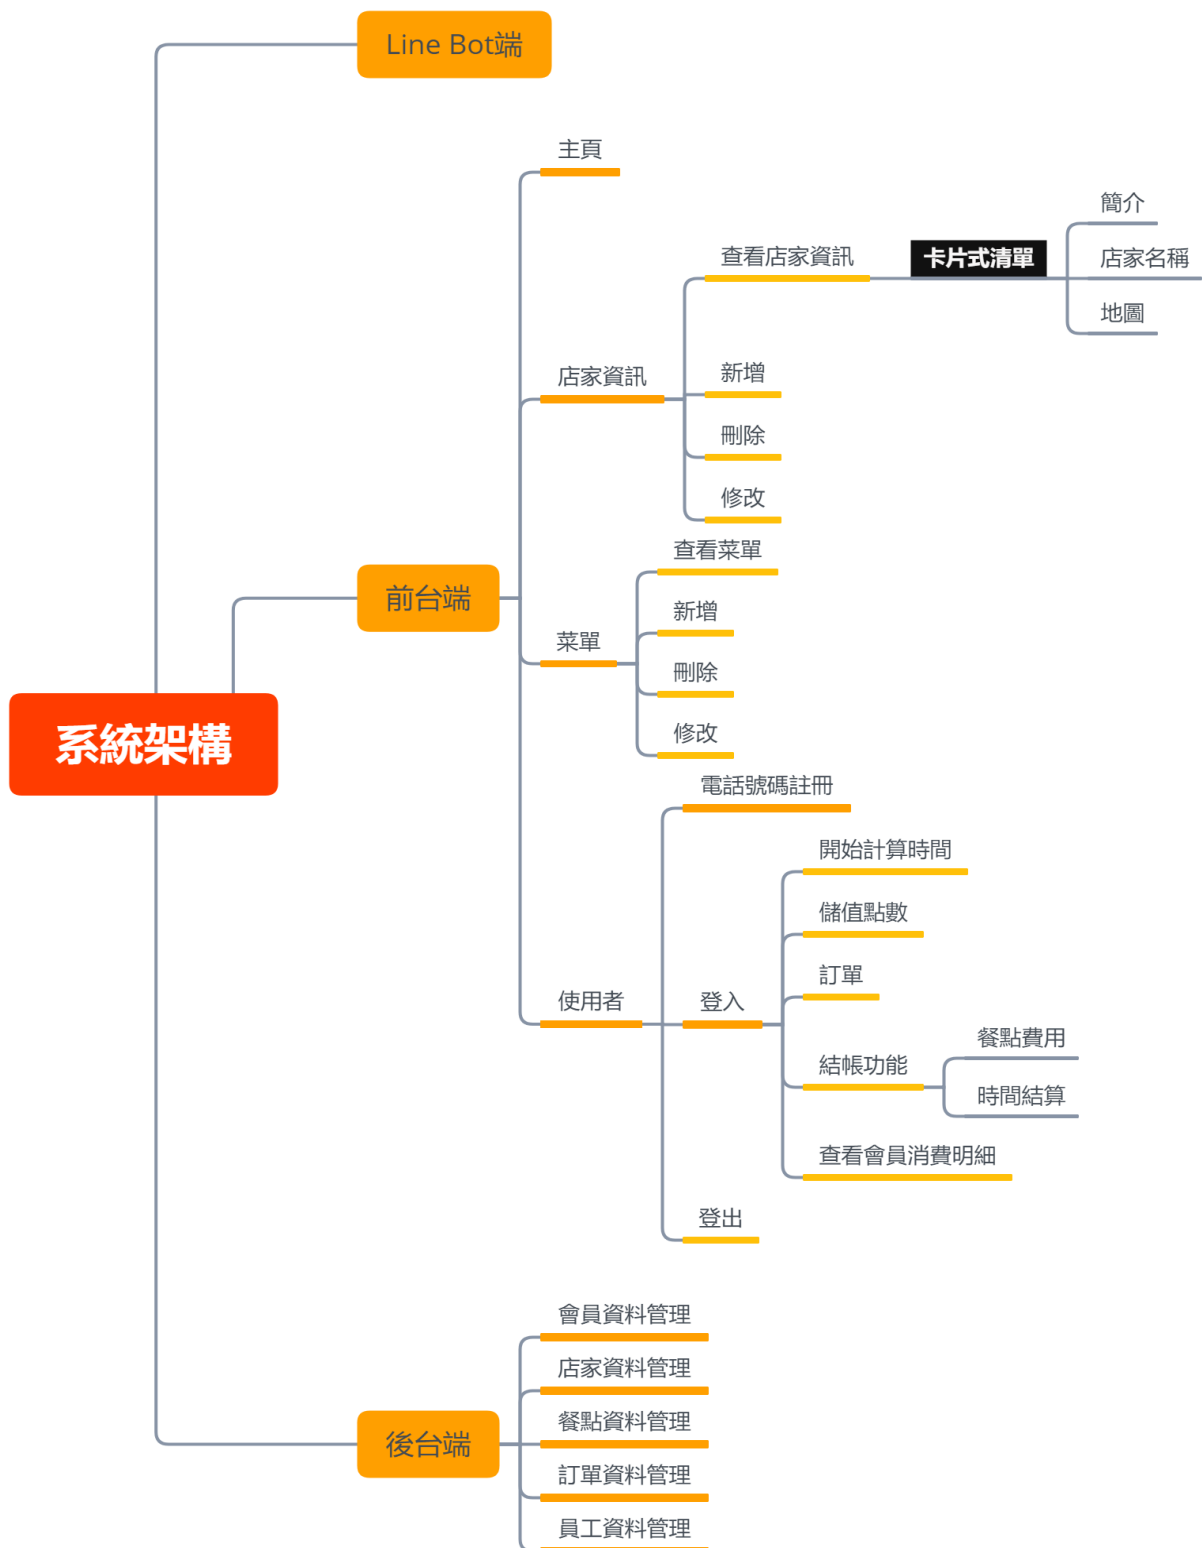 Line Bot端
主頁
簡介
查看店家資訊
卡片式清單
店家名稱
地圖
店家資訊
新增
刪除
修改
查看菜單
前台端
新增
菜單
刪除
修改
系統架構
電話號碼註冊
開始計算時間
儲值點數
訂單
使用者
登入
餐點費用
結帳功能
時間結算
查看會員消費明細
登出
會員資料管理
店家資料管理
餐點資料管理
後台端
訂單資料管理
員工資料管理